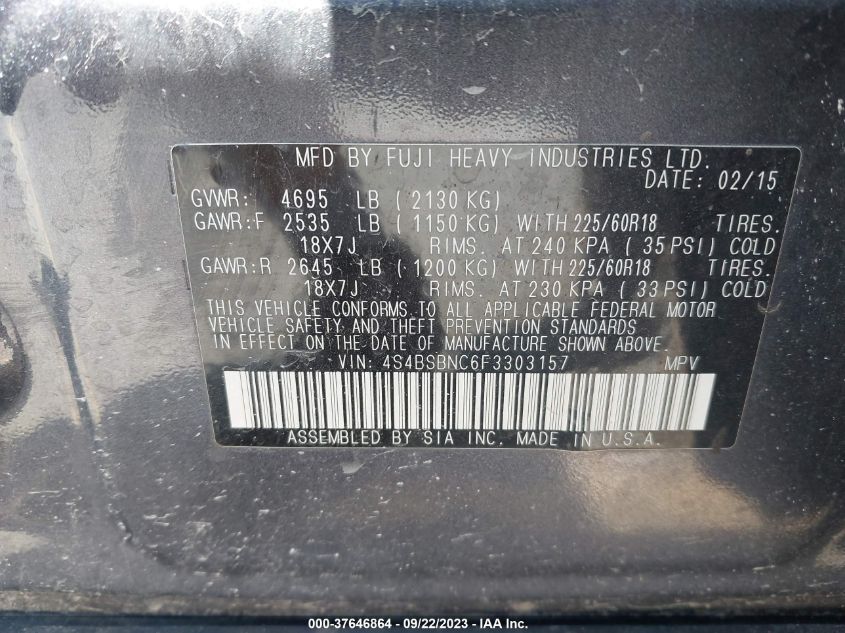 MFD BY FUJI HEAVY INDUSTRIES LTD.
DATE: 02/15
GVWR: 4695 LB ( 2130 KG)
GAWR:F 2535 LB ( 1150 KG) WITH 225/60R18 TIRES.
18X7J RIMS. AT 240 KPA ( 35 PSI) COLD
GAWR:R 2645 LB ( 1200 KG) WITH 225/60R18 TIRES.
18X7J RIMS. AT 230 KPA ( 33 PSI) COLD
THIS VEHICLE CONFORMS TO ALL APPLICABLE FEDERAL MOTOR
VEHICLE SAFETY AND THEFT PREVENTION STANDARDS
IN EFFECT ON THE DATE OF MANUFACTURE SHOWN ABOVE.
VIN: 4S4BSBNC6F3303157 MPV
ASSEMBLED BY SIA INC. MADE IN U.S.A.
000-37646864 - 09/22/2023 - IAA Inc.